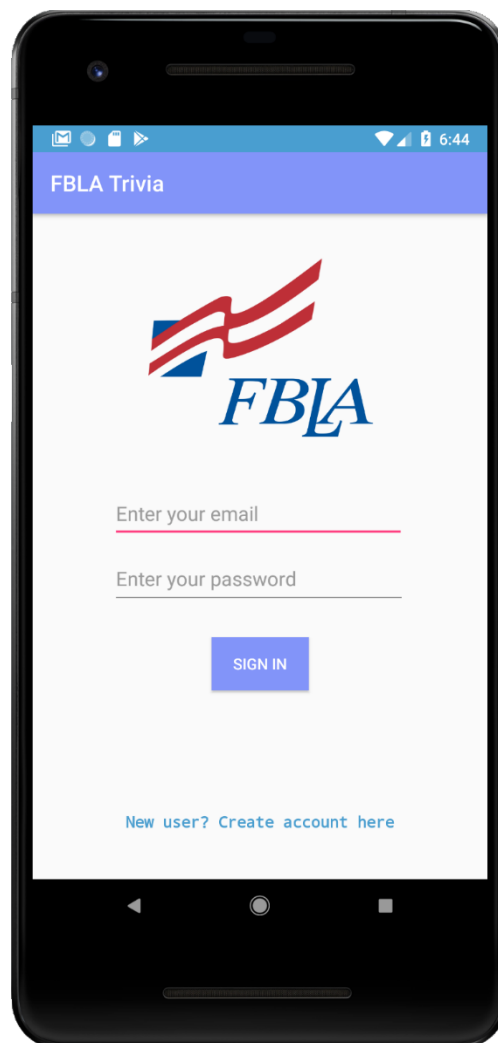 6:44
FBLA Trivia
FBLA
Enter your email
Enter your password
SIGN IN
New user? Create account here